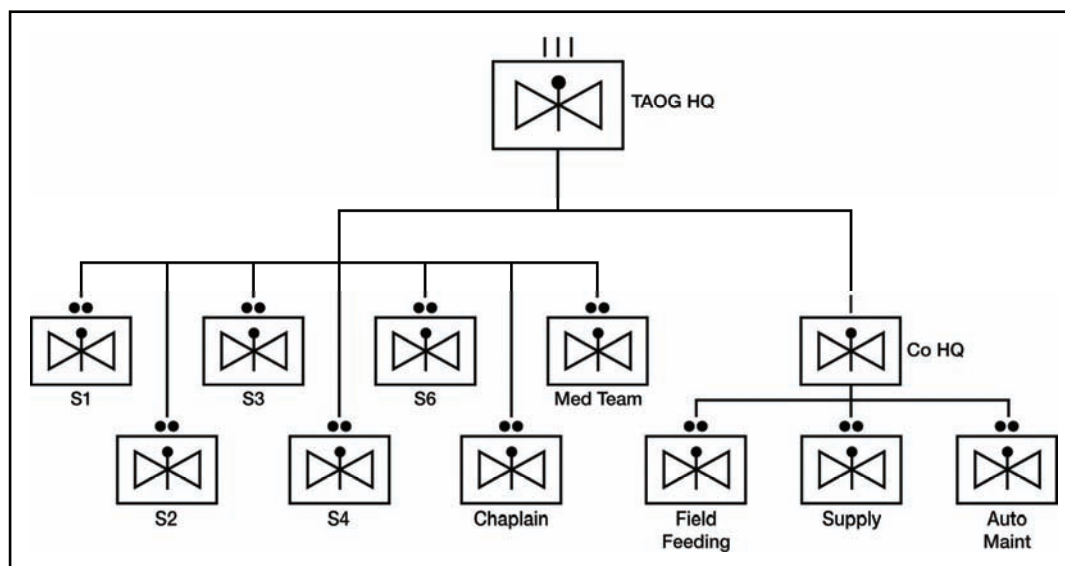 TAOG HQ
Co HQ
S1
S3
S6
Med Team
S2
S4
Chaplain
Field
Feeding
Supply
Auto
Maint